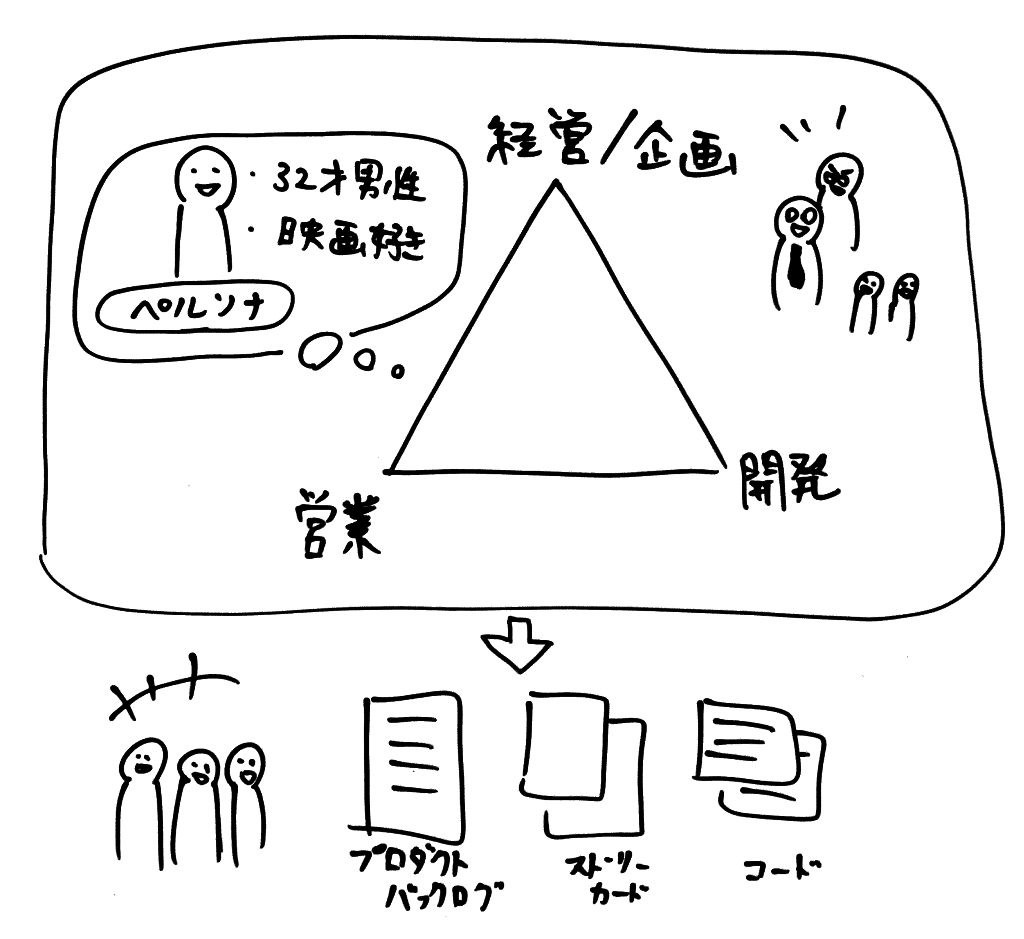 経営/企画
・32才男性
・映画好き
ペルソナ
営業
開発
プロダクト
バックログ
ストーリー
カード
コード